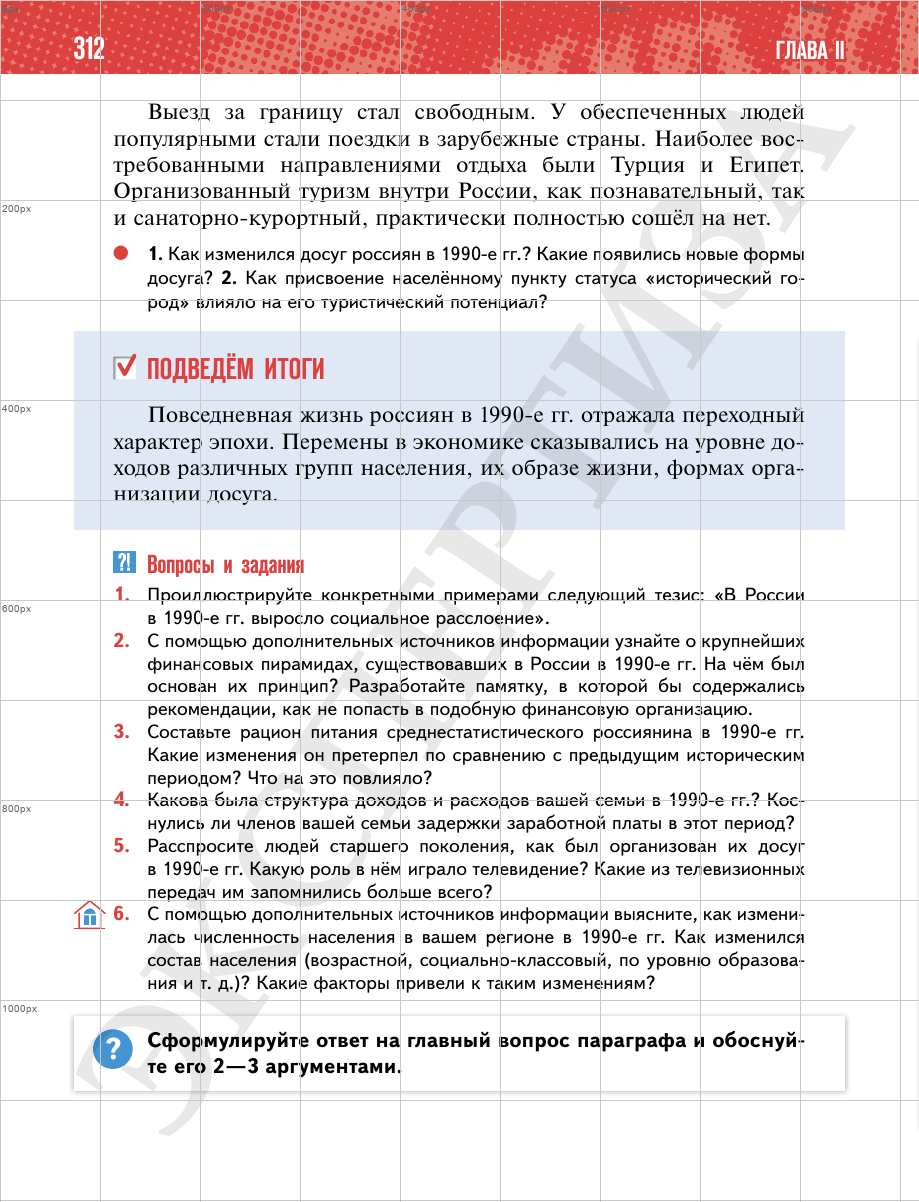 312
ГЛАВА II
Выезд за границу стал свободным. У обеспеченных людей
популярными стали поездки в зарубежные страны. Наиболее вос-
требованными направлениями отдыха были Турция и Египет.
Организованный туризм внутри России, как познавательный, так
и санаторно-курортный, практически полностью сошёл на нет.
1. Как изменился досуг россиян в 1990-е гг.? Какие появились новые формы
досуга? 2. Как присвоение населённому пункту статуса «исторический го-
род» влияло на его туристический потенциал?
ПОДВЕДЁМ ИТОГИ
Повседневная жизнь россиян в 1990-е гг. отражала переходный
характер эпохи. Перемены в экономике сказывались на уровне до-
ходов различных групп населения, их образе жизни, формах орга-
низации досуга.
?! Вопросы и задания
1. Проиллюстрируйте конкретными примерами следующий тезис: «В России
в 1990-е гг. выросло социальное расслоение».
2. С помощью дополнительных источников информации узнайте о крупнейших
финансовых пирамидах, существовавших в России в 1990-е гг. На чём был
основан их принцип? Разработайте памятку, в которой бы содержались
рекомендации, как не попасть в подобную финансовую организацию.
3. Составьте рацион питания среднестатистического россиянина в 1990-е гг.
Какие изменения он претерпел по сравнению с предыдущим историческим
периодом? Что на это повлияло?
4. Какова была структура доходов и расходов вашей семьи в 1990-е гг.? Кос-
нулись ли членов вашей семьи задержки заработной платы в этот период?
5. Расспросите людей старшего поколения, как был организован их досуг
в 1990-е гг. Какую роль в нём играло телевидение? Какие из телевизионных
передач им запомнились больше всего?
6. С помощью дополнительных источников информации выясните, как измени-
лась численность населения в вашем регионе в 1990-е гг. Как изменился
состав населения (возрастной, социально-классовый, по уровню образова-
ния и т. д.)? Какие факторы привели к таким изменениям?
? Сформулируйте ответ на главный вопрос параграфа и обоснуй-
те его 2—3 аргументами.
ЭКСПЕРТИЗА
200px
400px
600px
800px
1000px